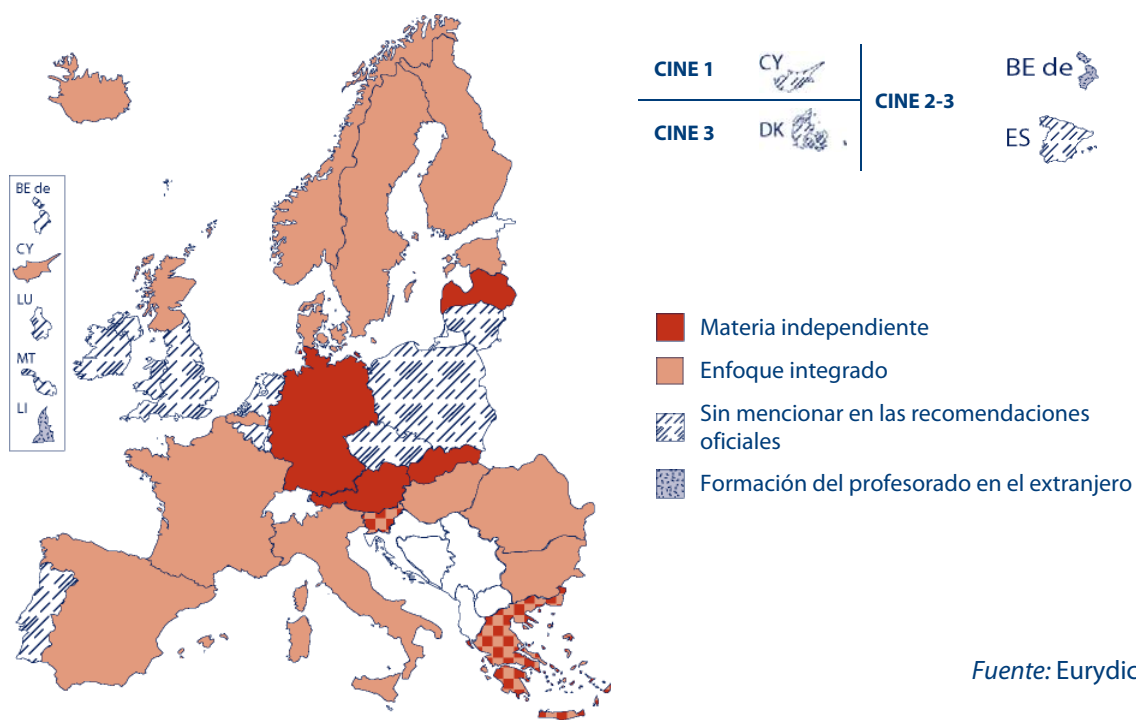 CINE 1
CY
CINE 3
DK
CINE 2-3
BE de
ES
BE de
CY
LU
MT
LI
Materia independiente
Enfoque integrado
Sin mencionar en las recomendaciones
oficiales
Formación del profesorado en el extranjero
Fuente: Eurydic